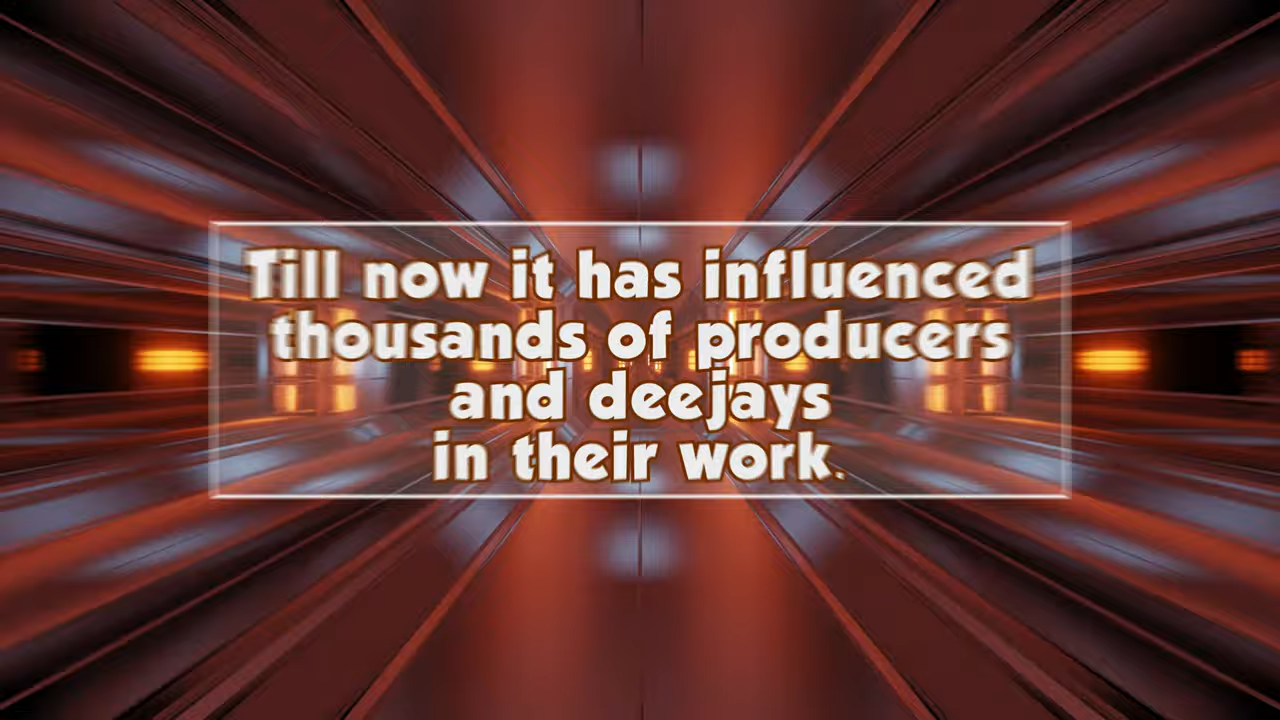 Till now it has influenced
thousands of producers
and deejays
in their work.